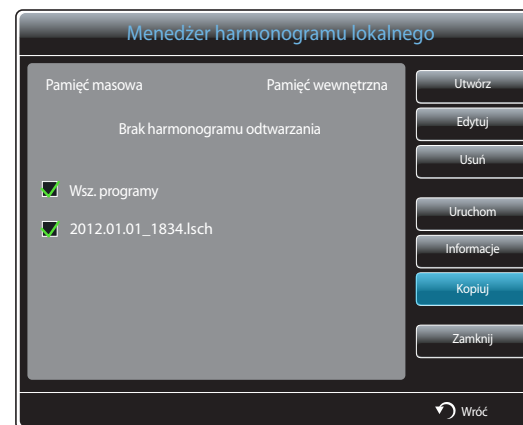 Menedżer harmonogramu lokalnego
Pamięć masowa Pamięć wewnętrzna
Brak harmonogramu odtwarzania
Wsz. programy
2012.01.01_1834.lsch
Utwórz
Edytuj
Usuń
Uruchom
Informacje
Kopiuj
Zamknij
Wróć